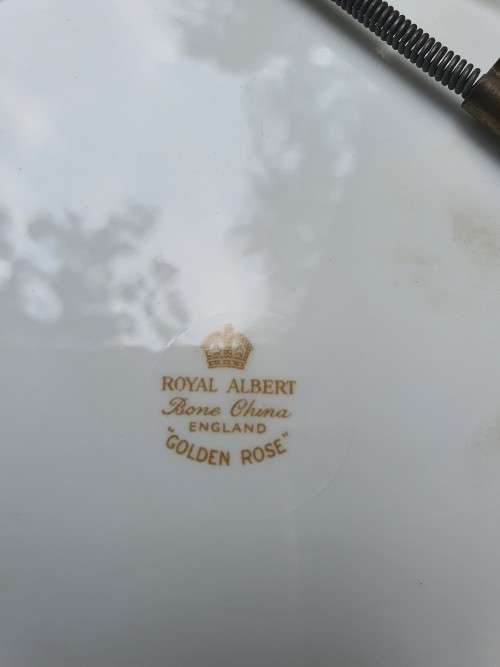 ROYAL ALBERT
Bone China
ENGLAND
"GOLDEN ROSE"